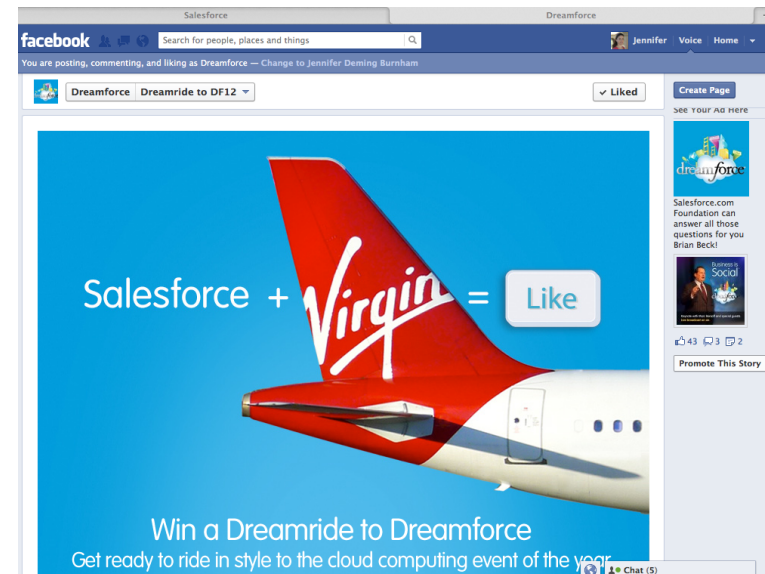 Salesforce
Dreamforce
facebook
Search for people, places and things
Jennifer Voice Home
You are posting, commenting, and liking as Dreamforce — Change to Jennifer Deming Burnham
Dreamforce Dreamride to DF12
✓ Liked
Create Page
See Your Ad Here
dreamforce
Salesforce.com
Foundation can
answer all those
questions for you
Brian Beck!
Business is
Social
43 3 2
Promote This Story
Salesforce + Virgin = Like
Win a Dreamride to Dreamforce
Get ready to ride in style to the cloud computing event of the year
Chat (5)